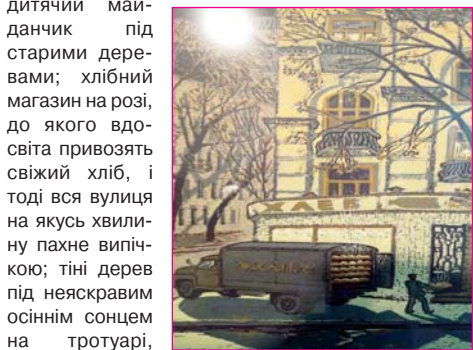 дитячий май-
данчик під
старими дере-
вами; хлібний
магазин на розі,
до якого вдо-
світа привозять
свіжий хліб, і
тоді вся вулиця
на якусь хвили-
ну пахне випіч-
кою; тіні дерев
під неяскравим
осіннім сонцем
на тротуарі,
ХЛЕБ
ХЛЕБ